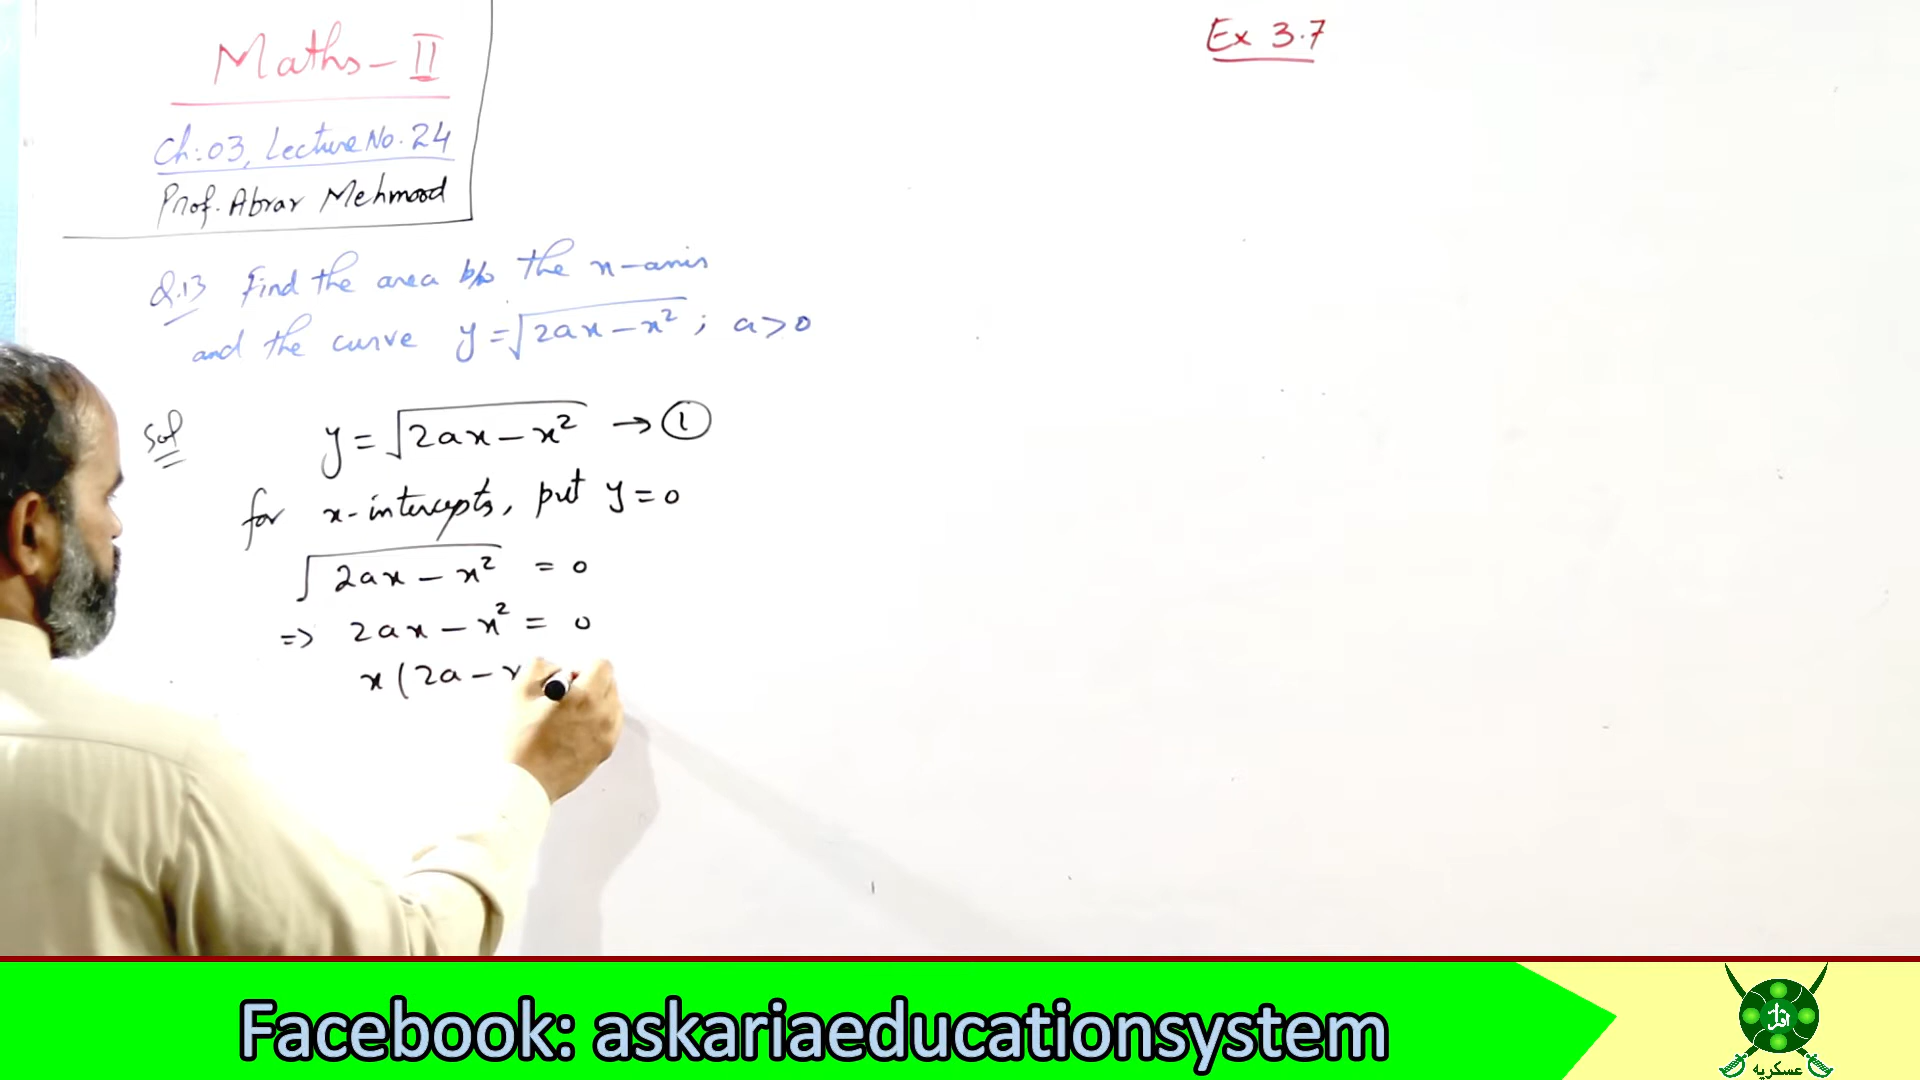 Maths-II
Ch:03, Lecture No.24
Prof. Abrar Mehmood
Ex 3.7
Q.13 Find the area b/w the x-axis
and the curve y=√2ax-x² ; a>0
Sol
y=√2ax-x² → ①
for x-intercepts, put y=0
√2ax-x² = 0
=> 2ax-x² = 0
x(2a-x
Facebook: askariaeducationsystem
عسکریہ